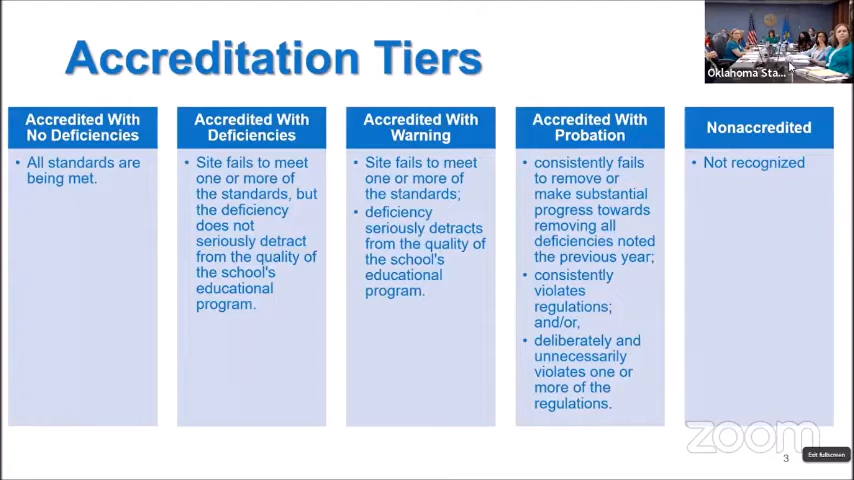 Accreditation Tiers
Oklahoma Sta...
Accredited With
No Deficiencies
• All standards are
being met.
Accredited With
Deficiencies
• Site fails to meet
one or more of
the standards, but
the deficiency
does not
seriously detract
from the quality of
the school's
educational
program.
Accredited With
Warning
• Site fails to meet
one or more of
the standards;
• deficiency
seriously detracts
from the quality of
the school's
educational
program.
Accredited With
Probation
• consistently fails
to remove or
make substantial
progress towards
removing all
deficiencies noted
the previous year;
• consistently
violates
regulations;
and/or,
• deliberately and
unnecessarily
violates one or
more of the
regulations.
Nonaccredited
• Not recognized
zoom
3
Exit fullscreen